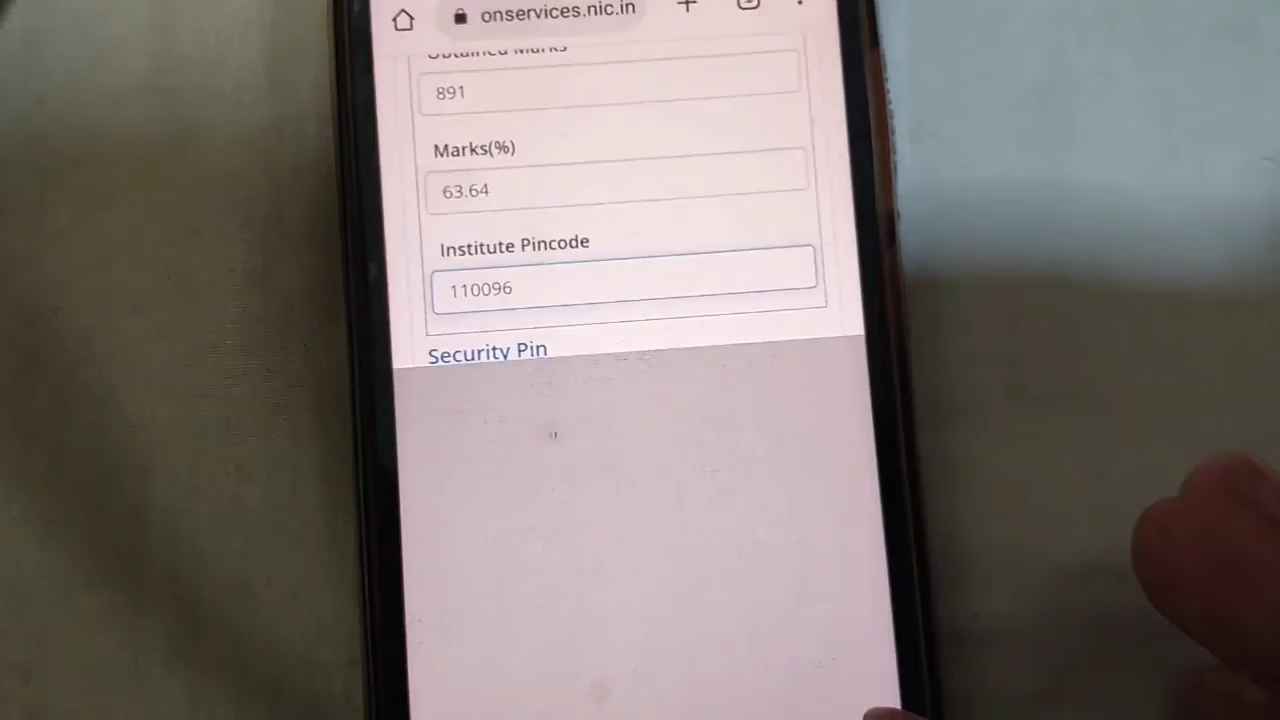 onservices.nic.in
Obtained Marks
891
Marks(%)
63.64
Institute Pincode
110096
Security Pin